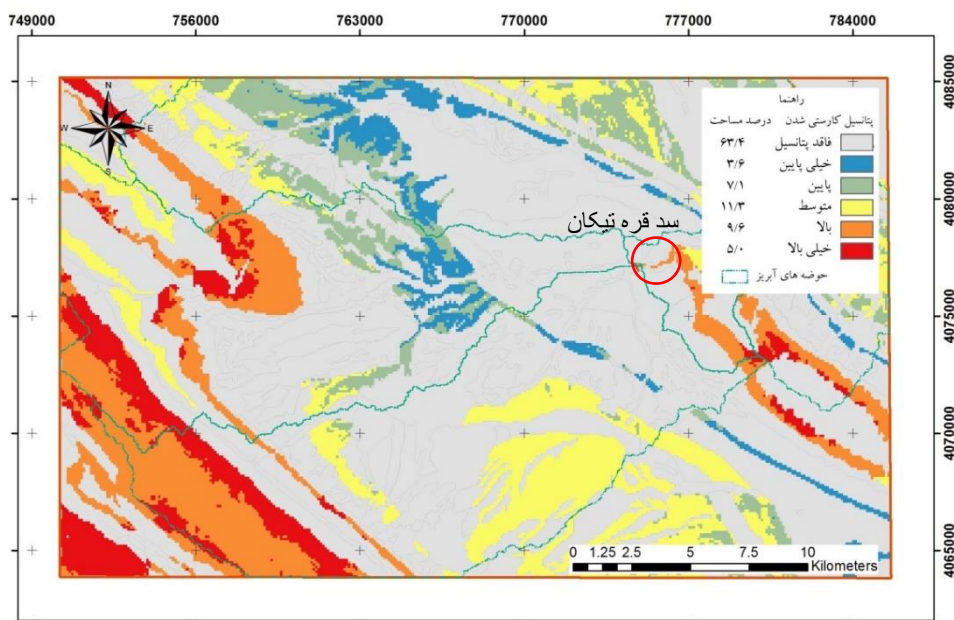 749000 756000 763000 770000 777000 784000
4085000
4080000
4075000
4070000
4065000
N
W E
S
راهنما
پتانسیل کارستی شدن درصد مساحت
فاقد پتانسیل ۶۳/۴
خیلی پایین ۳/۶
پایین ۷/۱
متوسط ۱۱/۳
بالا ۹/۶
خیلی بالا ۵/۰
حوضه های آبریز
سد قره تیکان
0 1.25 2.5 5 7.5 10
Kilometers